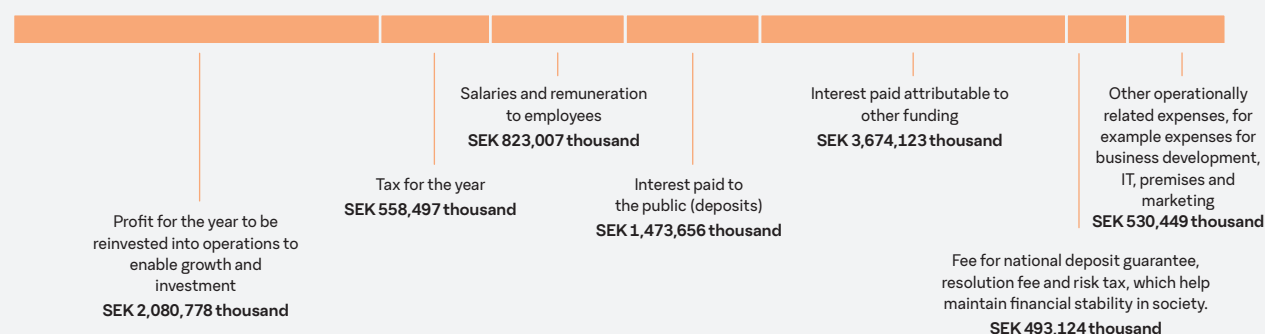 Profit for the year to be
reinvested into operations to
enable growth and
investment
SEK 2,080,778 thousand
Tax for the year
SEK 558,497 thousand
Salaries and remuneration
to employees
SEK 823,007 thousand
Interest paid to
the public (deposits)
SEK 1,473,656 thousand
Interest paid attributable to
other funding
SEK 3,674,123 thousand
Fee for national deposit guarantee,
resolution fee and risk tax, which help
maintain financial stability in society.
SEK 493,124 thousand
Other operationally
related expenses, for
example expenses for
business development,
IT, premises and
marketing
SEK 530,449 thousand